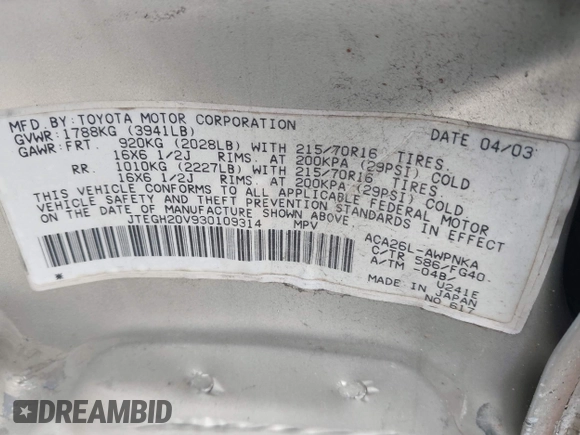 MFD. BY: TOYOTA MOTOR CORPORATION DATE 04/03
GVWR: 1788KG (3941LB)
GAWR: FRT. 920KG (2028LB) WITH 215/70R16 TIRES,
16X6 1/2J RIMS, AT 200KPA (29PSI) COLD
RR. 1010KG (2227LB) WITH 215/70R16 TIRES,
16X6 1/2J RIMS, AT 200KPA (29PSI) COLD
THIS VEHICLE CONFORMS TO ALL APPLICABLE FEDERAL MOTOR
VEHICLE SAFETY AND THEFT PREVENTION STANDARDS IN EFFECT
ON THE DATE OF MANUFACTURE SHOWN ABOVE.
JTEGH20V930109314 MPV
ACA26L-AWPNKA
C/TR 586/FG40
A/TM -04B/U241E
MADE IN JAPAN
NO 617
DREAMBID